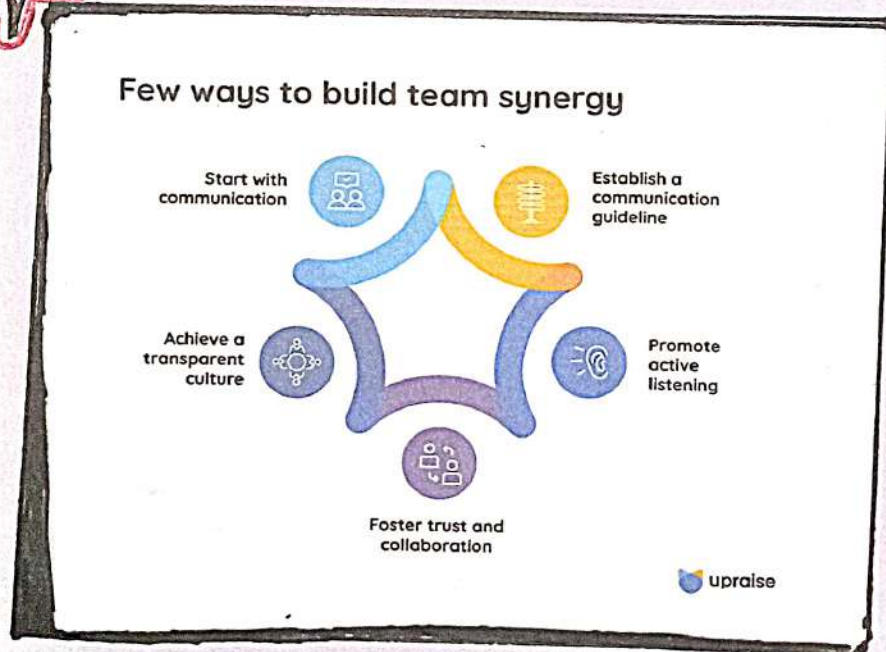 Few ways to build team synergy
Start with
communication
Establish a
communication
guideline
Achieve a
transparent
culture
Promote
active
listening
Foster trust and
collaboration
upraise